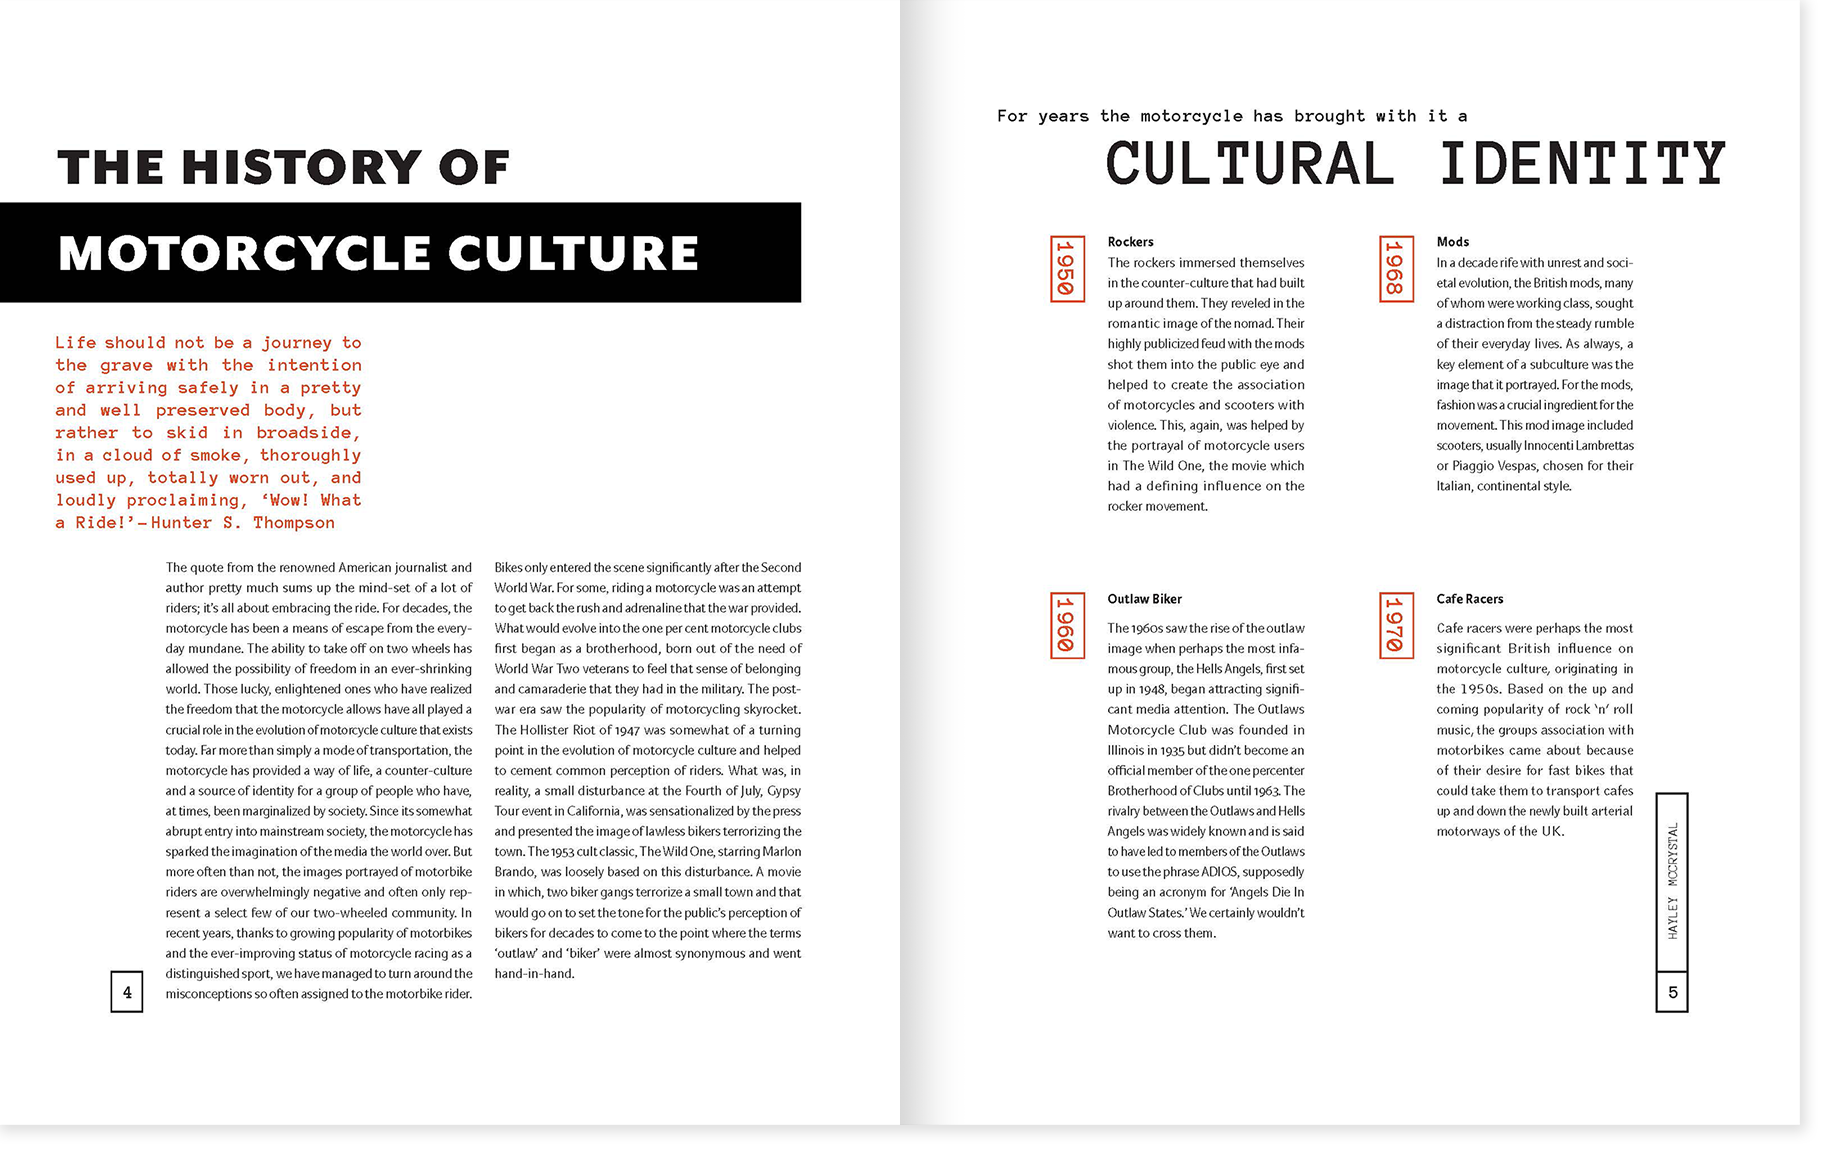 THE HISTORY OF
MOTORCYCLE CULTURE
Life should not be a journey to
the grave with the intention
of arriving safely in a pretty
and well preserved body, but
rather to skid in broadside,
in a cloud of smoke, thoroughly
used up, totally worn out, and
loudly proclaiming, ‘Wow! What
a Ride!’–Hunter S. Thompson
The quote from the renowned American journalist and
author pretty much sums up the mind-set of a lot of
riders; it’s all about embracing the ride. For decades, the
motorcycle has been a means of escape from the every-
day mundane. The ability to take off on two wheels has
allowed the possibility of freedom in an ever-shrinking
world. Those lucky, enlightened ones who have realized
the freedom that the motorcycle allows have all played a
crucial role in the evolution of motorcycle culture that exists
today. Far more than simply a mode of transportation, the
motorcycle has provided a way of life, a counter-culture
and a source of identity for a group of people who have,
at times, been marginalized by society. Since its somewhat
abrupt entry into mainstream society, the motorcycle has
sparked the imagination of the media the world over. But
more often than not, the images portrayed of motorbike
riders are overwhelmingly negative and often only rep-
resent a select few of our two-wheeled community. In
recent years, thanks to growing popularity of motorbikes
and the ever-improving status of motorcycle racing as a
distinguished sport, we have managed to turn around the
misconceptions so often assigned to the motorbike rider.
Bikes only entered the scene significantly after the Second
World War. For some, riding a motorcycle was an attempt
to get back the rush and adrenaline that the war provided.
What would evolve into the one per cent motorcycle clubs
first began as a brotherhood, born out of the need of
World War Two veterans to feel that sense of belonging
and camaraderie that they had in the military. The post-
war era saw the popularity of motorcycling skyrocket.
The Hollister Riot of 1947 was somewhat of a turning
point in the evolution of motorcycle culture and helped
to cement common perception of riders. What was, in
reality, a small disturbance at the Fourth of July, Gypsy
Tour event in California, was sensationalized by the press
and presented the image of lawless bikers terrorizing the
town. The 1953 cult classic, The Wild One, starring Marlon
Brando, was loosely based on this disturbance. A movie
in which, two biker gangs terrorize a small town and that
would go on to set the tone for the public’s perception of
bikers for decades to come to the point where the terms
‘outlaw’ and ‘biker’ were almost synonymous and went
hand-in-hand.
4
For years the motorcycle has brought with it a
CULTURAL IDENTITY
1950
Rockers
The rockers immersed themselves
in the counter-culture that had built
up around them. They reveled in the
romantic image of the nomad. Their
highly publicized feud with the mods
shot them into the public eye and
helped to create the association
of motorcycles and scooters with
violence. This, again, was helped by
the portrayal of motorcycle users
in The Wild One, the movie which
had a defining influence on the
rocker movement.
1968
Mods
In a decade rife with unrest and soci-
etal evolution, the British mods, many
of whom were working class, sought
a distraction from the steady rumble
of their everyday lives. As always, a
key element of a subculture was the
image that it portrayed. For the mods,
fashion was a crucial ingredient for the
movement. This mod image included
scooters, usually Innocenti Lambrettas
or Piaggio Vespas, chosen for their
Italian, continental style.
1960
Outlaw Biker
The 1960s saw the rise of the outlaw
image when perhaps the most infa-
mous group, the Hells Angels, first set
up in 1948, began attracting signifi-
cant media attention. The Outlaws
Motorcycle Club was founded in
Illinois in 1935 but didn’t become an
official member of the one percenter
Brotherhood of Clubs until 1963. The
rivalry between the Outlaws and Hells
Angels was widely known and is said
to have led to members of the Outlaws
to use the phrase ADIOS, supposedly
being an acronym for ‘Angels Die In
Outlaw States.’ We certainly wouldn’t
want to cross them.
1970
Cafe Racers
Cafe racers were perhaps the most
significant British influence on
motorcycle culture, originating in
the 1950s. Based on the up and
coming popularity of rock ‘n’ roll
music, the groups association with
motorbikes came about because
of their desire for fast bikes that
could take them to transport cafes
up and down the newly built arterial
motorways of the UK.
HAYLEY MCCRYSTAL
5